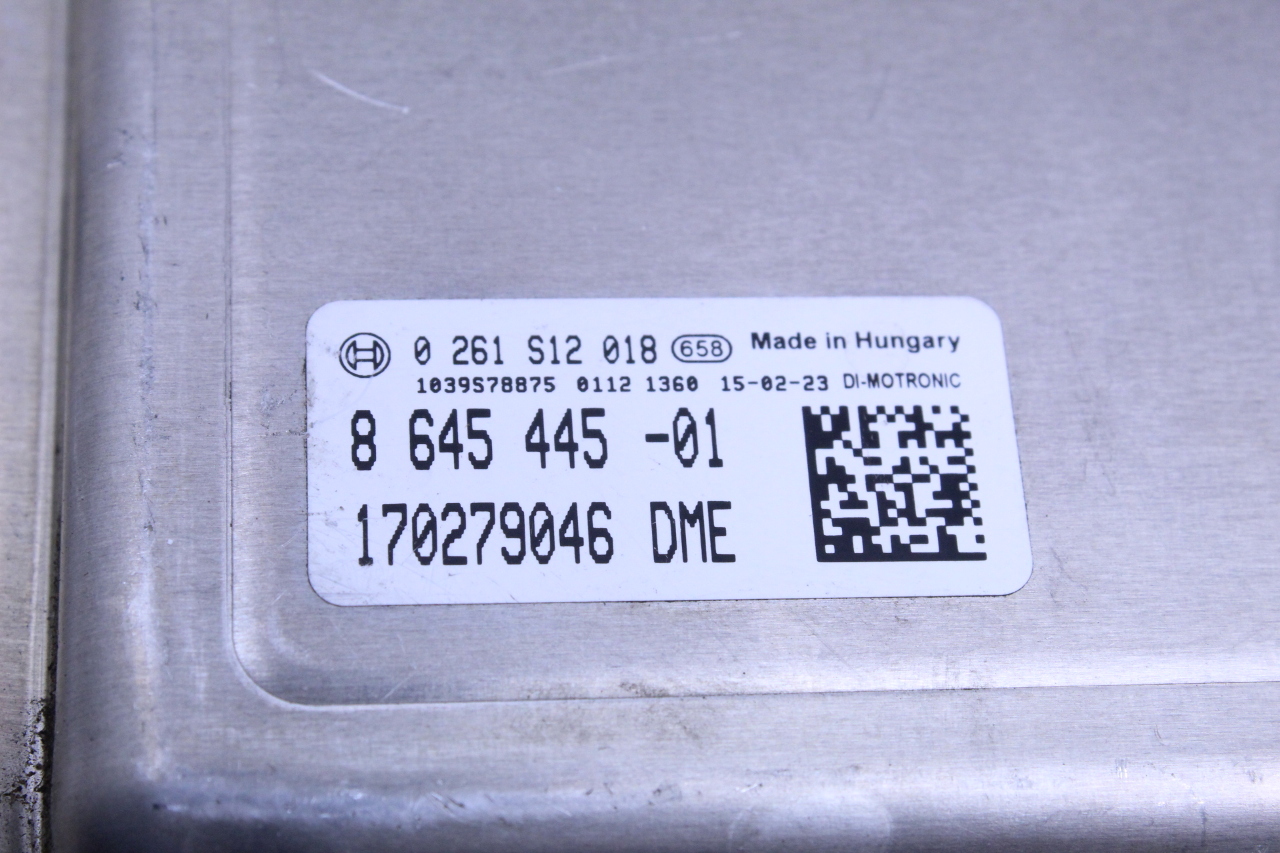 0 261 S12 018 658 Made in Hungary
1039S78875 0112 1360 15-02-23 DI-MOTRONIC
8 645 445 -01
170279046 DME